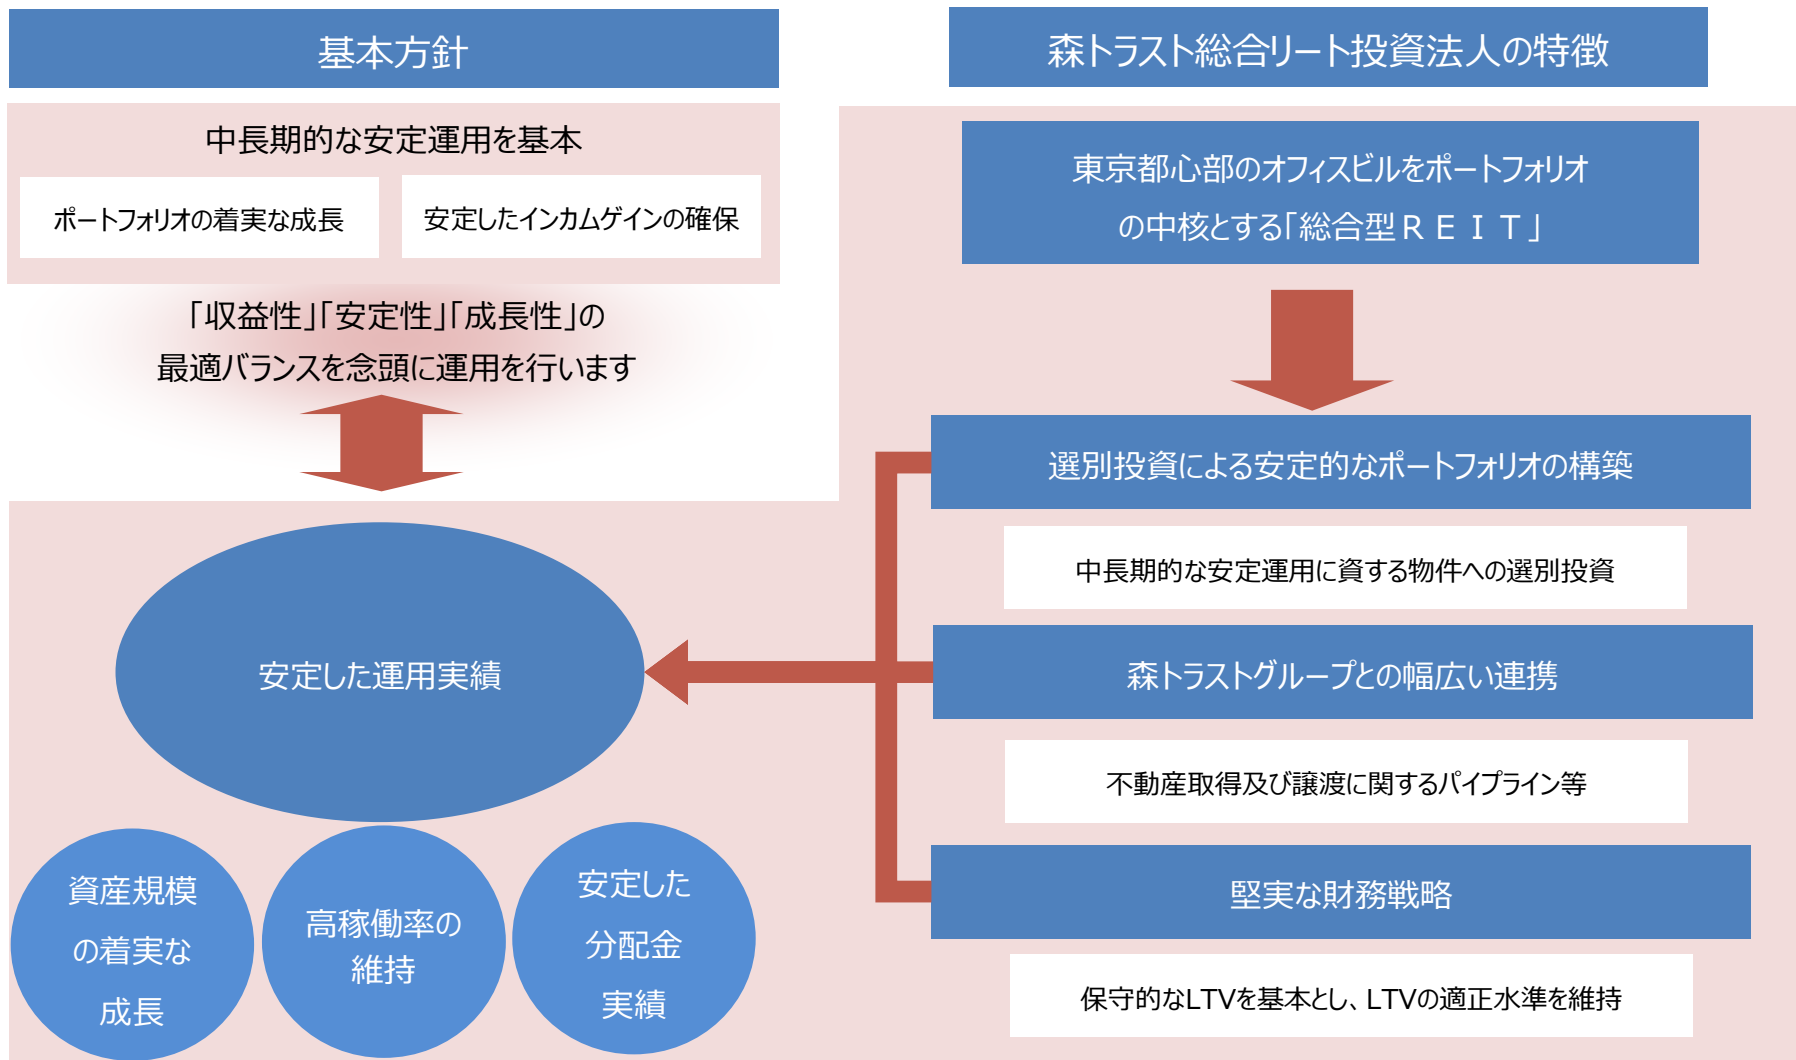 基本方針
中長期的な安定運用を基本
ポートフォリオの着実な成長
安定したインカムゲインの確保
「収益性」「安定性」「成長性」の
最適バランスを念頭に運用を行います
安定した運用実績
資産規模
の着実な
成長
高稼働率の
維持
安定した
分配金
実績
森トラスト総合リート投資法人の特徴
東京都心部のオフィスビルをポートフォリオ
の中核とする「総合型ＲＥＩＴ」
選別投資による安定的なポートフォリオの構築
中長期的な安定運用に資する物件への選別投資
森トラストグループとの幅広い連携
不動産取得及び譲渡に関するパイプライン等
堅実な財務戦略
保守的なLTVを基本とし、LTVの適正水準を維持